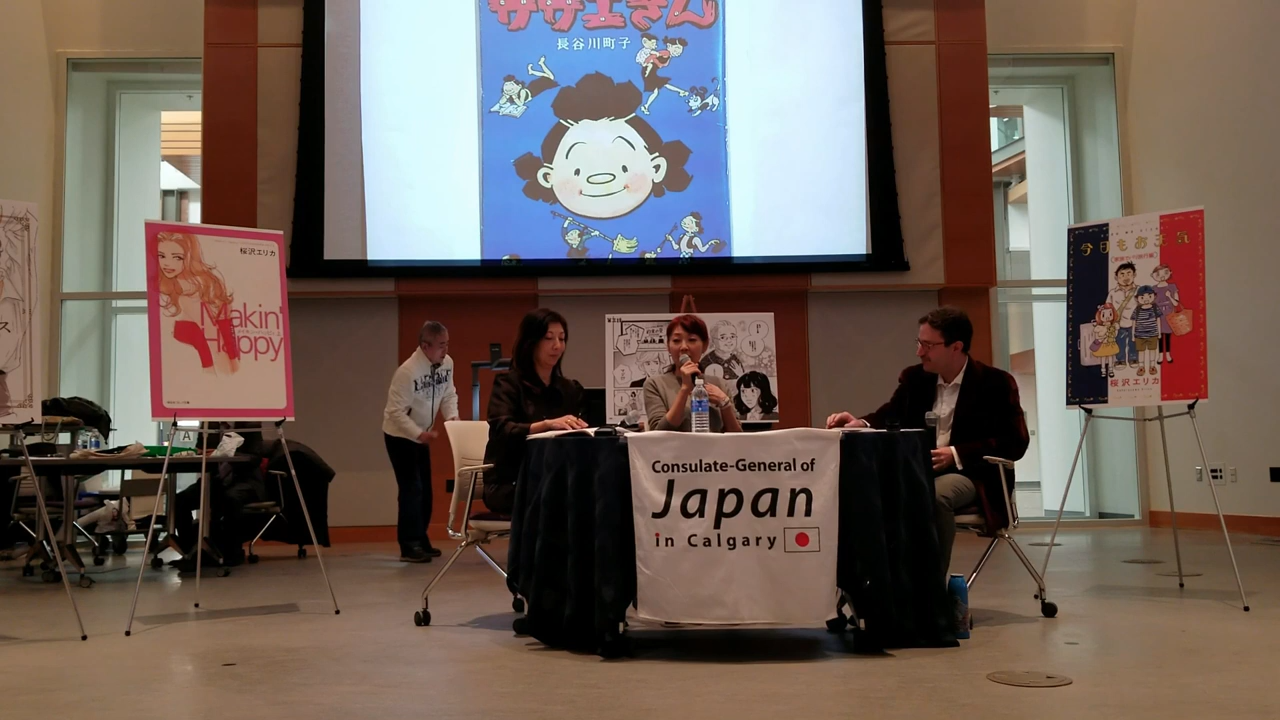 サザエさん
長谷川町子
桜沢エリカ
Makin'
Happy
ス
今日もお元気
桜沢エリカ
Consulate-General of
Japan
in Calgary
A